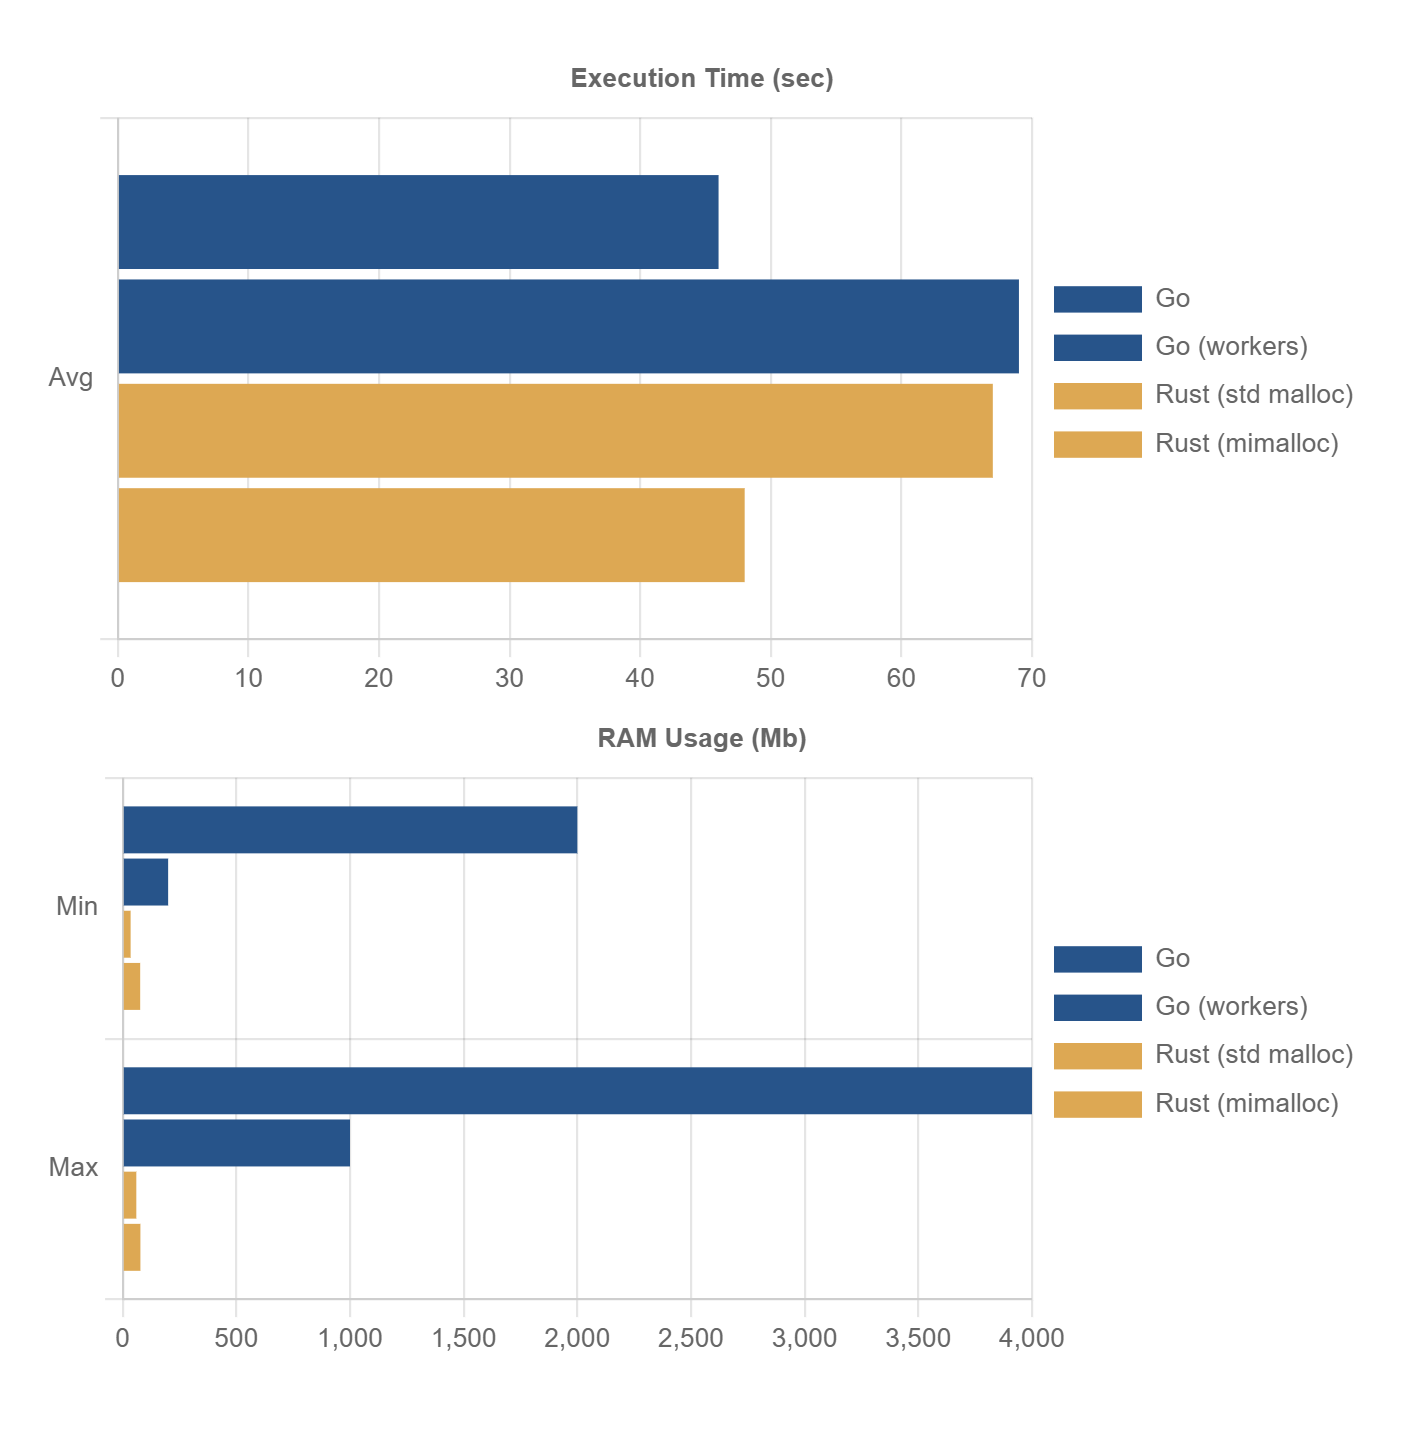 Execution Time (sec)
Avg
0 10 20 30 40 50 60 70
Go
Go (workers)
Rust (std malloc)
Rust (mimalloc)
RAM Usage (Mb)
Min
Max
0 500 1,000 1,500 2,000 2,500 3,000 3,500 4,000
Go
Go (workers)
Rust (std malloc)
Rust (mimalloc)